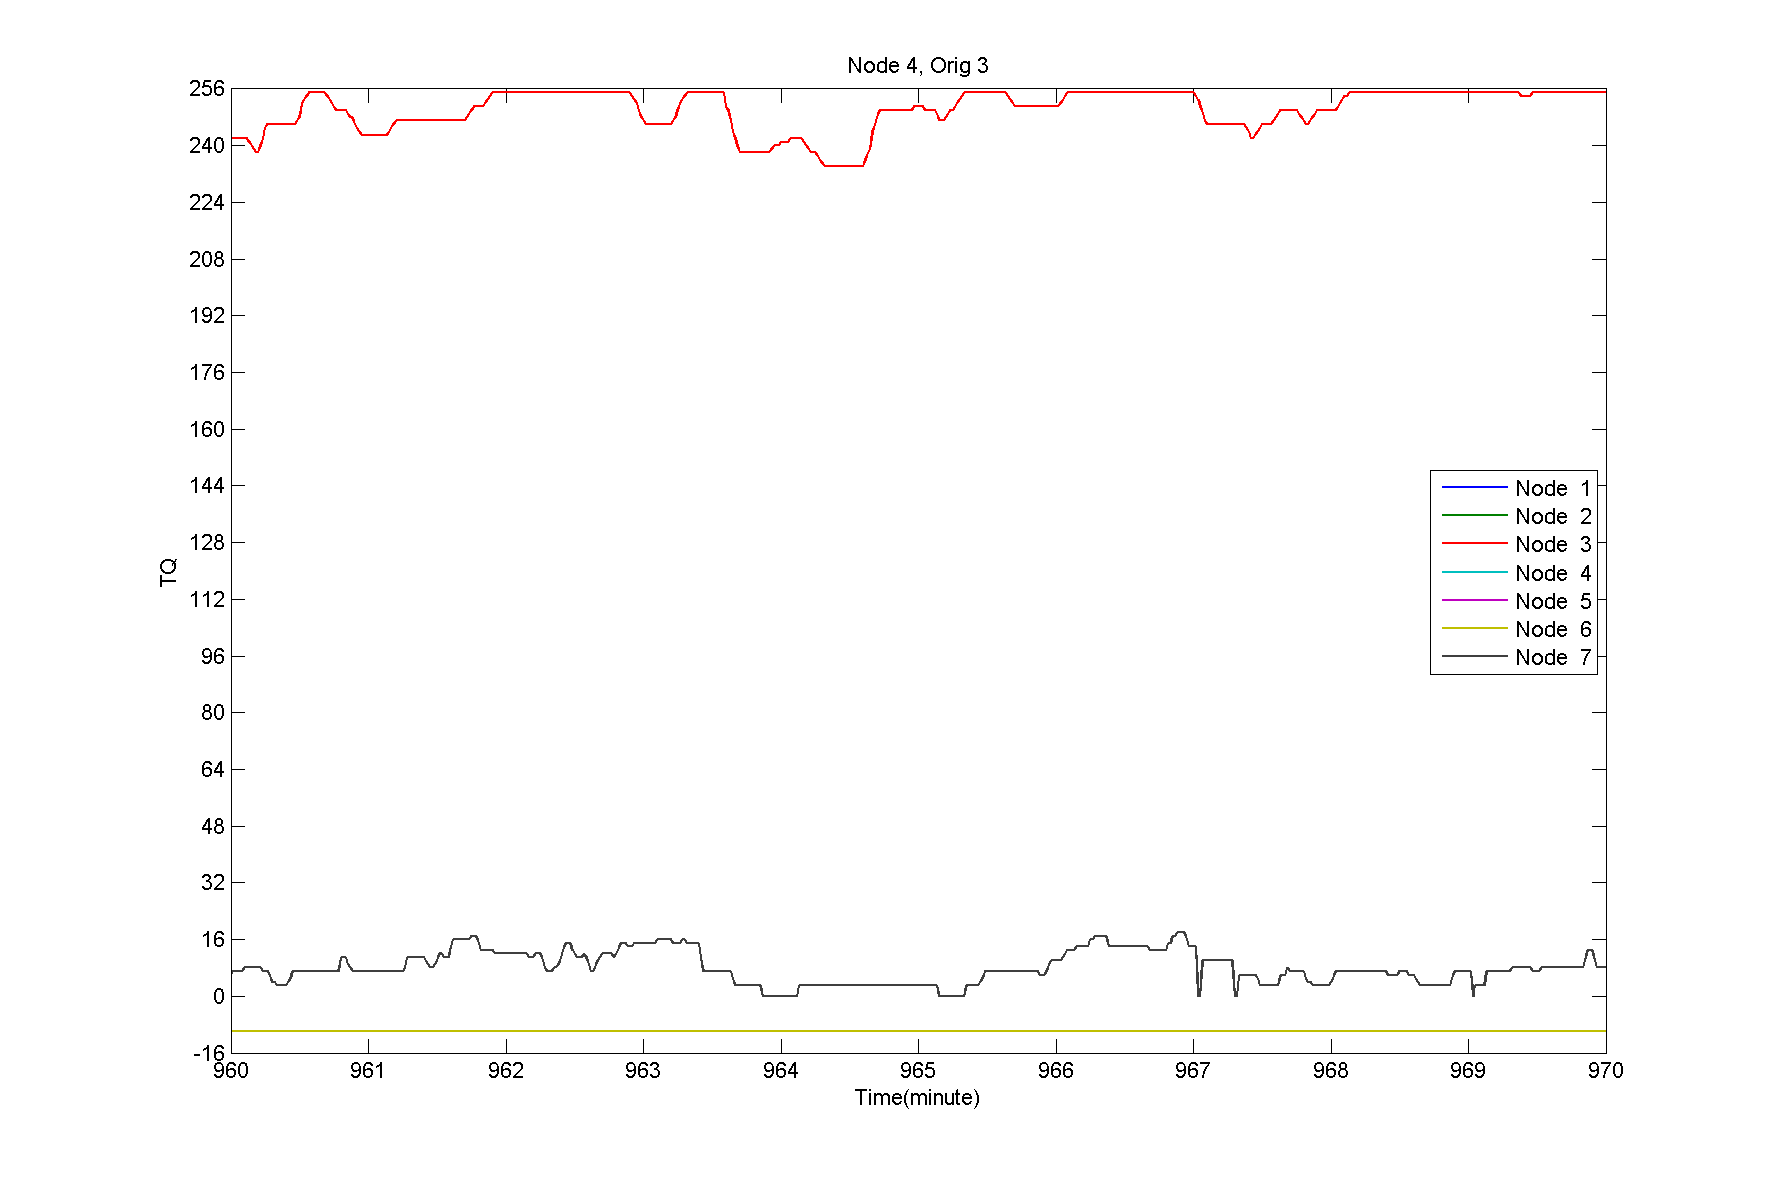 Node 4, Orig 3
256
240
224
208
192
176
160
144
128
112
96
80
64
48
32
16
0
-16
TQ
Node 1
Node 2
Node 3
Node 4
Node 5
Node 6
Node 7
960 961 962 963 964 965 966 967 968 969 970
Time(minute)